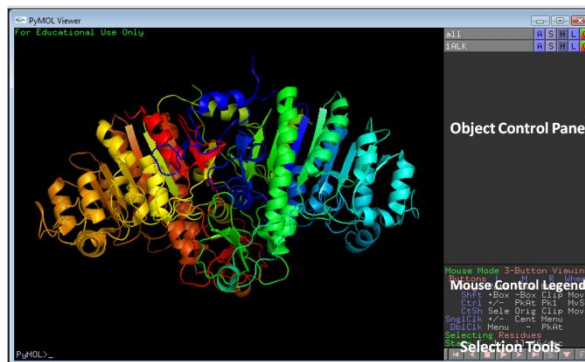 PyMOL Viewer
For Educational Use Only
all A S H L
1ALK A S H L
Object Control Pane
Mouse Mode 3-Button Viewin
Buttons
Mouse Control Legend
Shft +Box -Box Clip Mov
Ctrl +/- PkAt Pk1 MvS
CtSh Sele Orig Clip Mov
SnglClk +/- Cent Menu
DblClk Menu - PkAt
Selecting Residues
Selection Tools
PyMOL>_